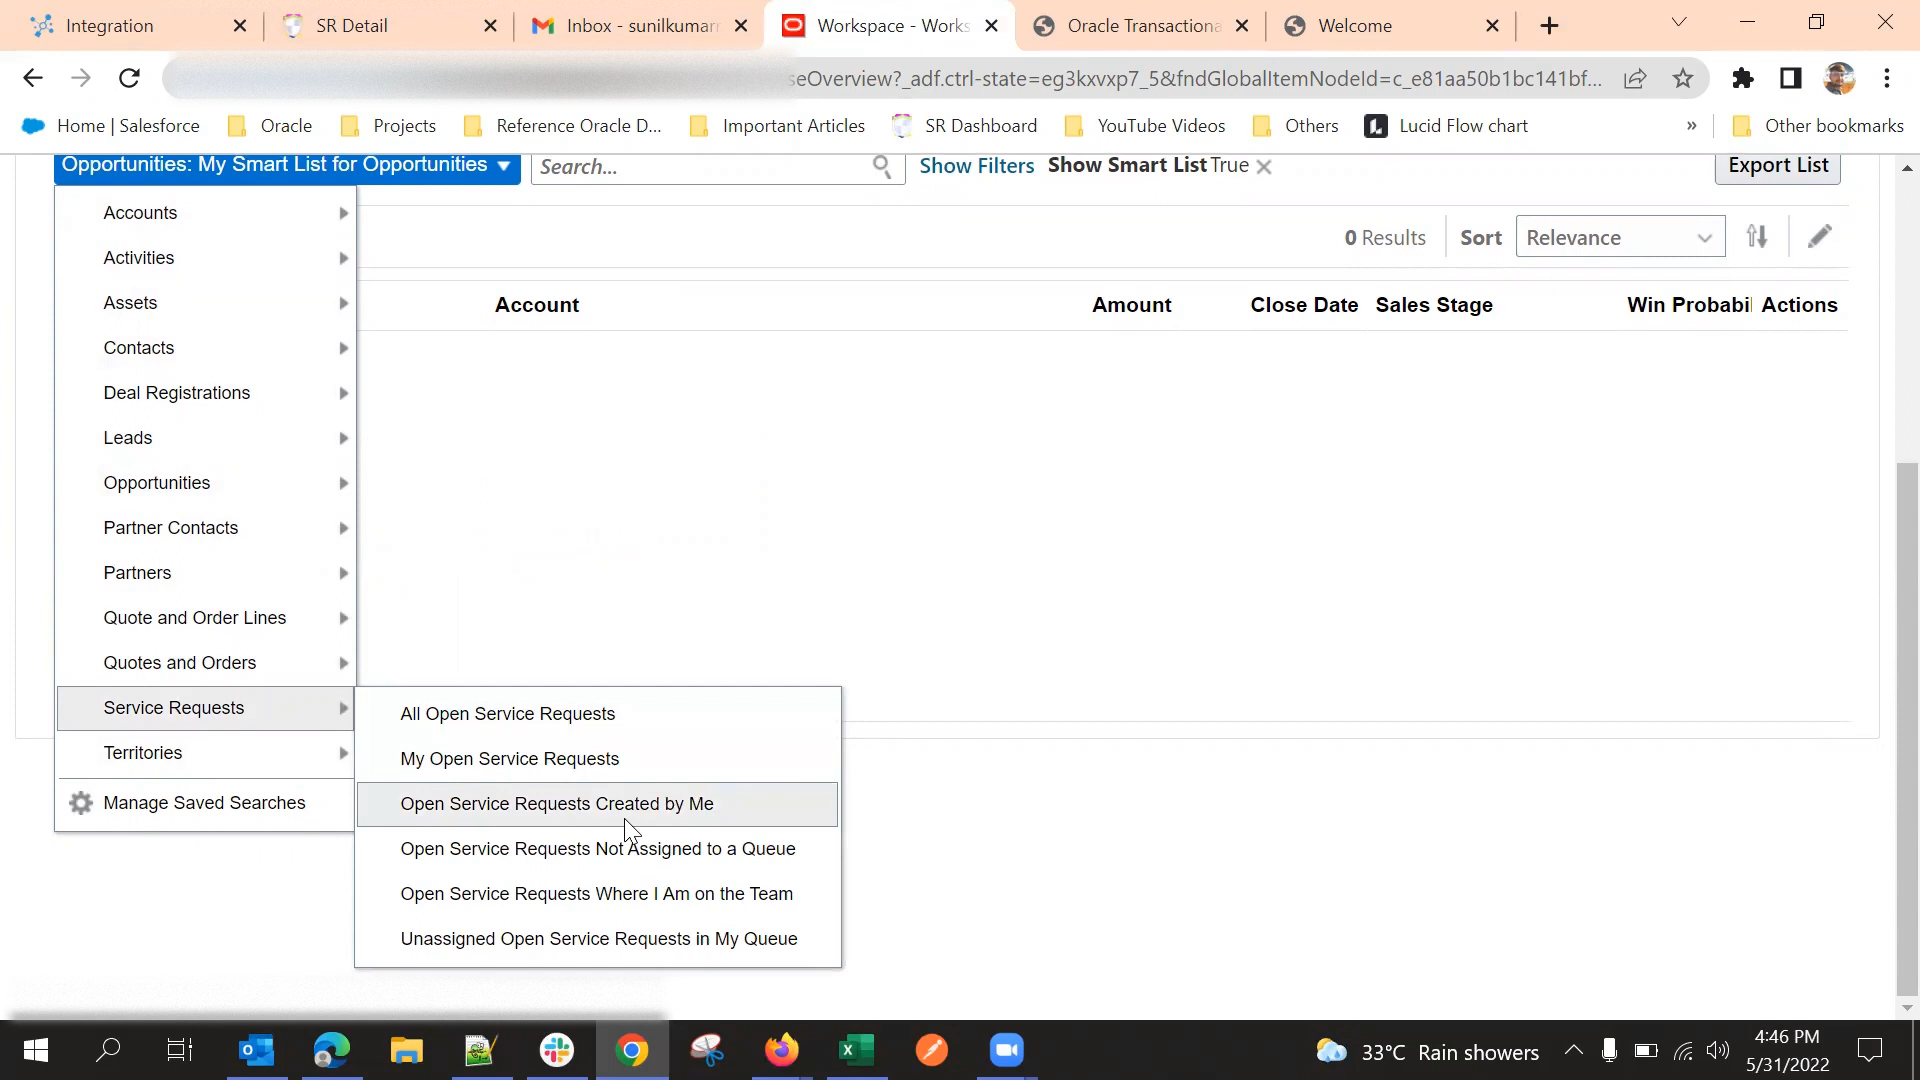 Integration
SR Detail
Inbox - sunilkumarr
Workspace - Works
Oracle Transactiona
Welcome
seOverview?_adf.ctrl-state=eg3kxvxp7_5&fndGlobalItemNodeId=c_e81aa50b1bc141bf...
Home | Salesforce
Oracle
Projects
Reference Oracle D...
Important Articles
SR Dashboard
YouTube Videos
Others
Lucid Flow chart
»
Other bookmarks
Opportunities: My Smart List for Opportunities
Search...
Show Filters
Show Smart List True
Export List
0 Results
Sort
Relevance
Account
Amount
Close Date
Sales Stage
Win Probabil
Actions
Accounts
Activities
Assets
Contacts
Deal Registrations
Leads
Opportunities
Partner Contacts
Partners
Quote and Order Lines
Quotes and Orders
Service Requests
Territories
Manage Saved Searches
All Open Service Requests
My Open Service Requests
Open Service Requests Created by Me
Open Service Requests Not Assigned to a Queue
Open Service Requests Where I Am on the Team
Unassigned Open Service Requests in My Queue
33°C Rain showers
4:46 PM
5/31/2022